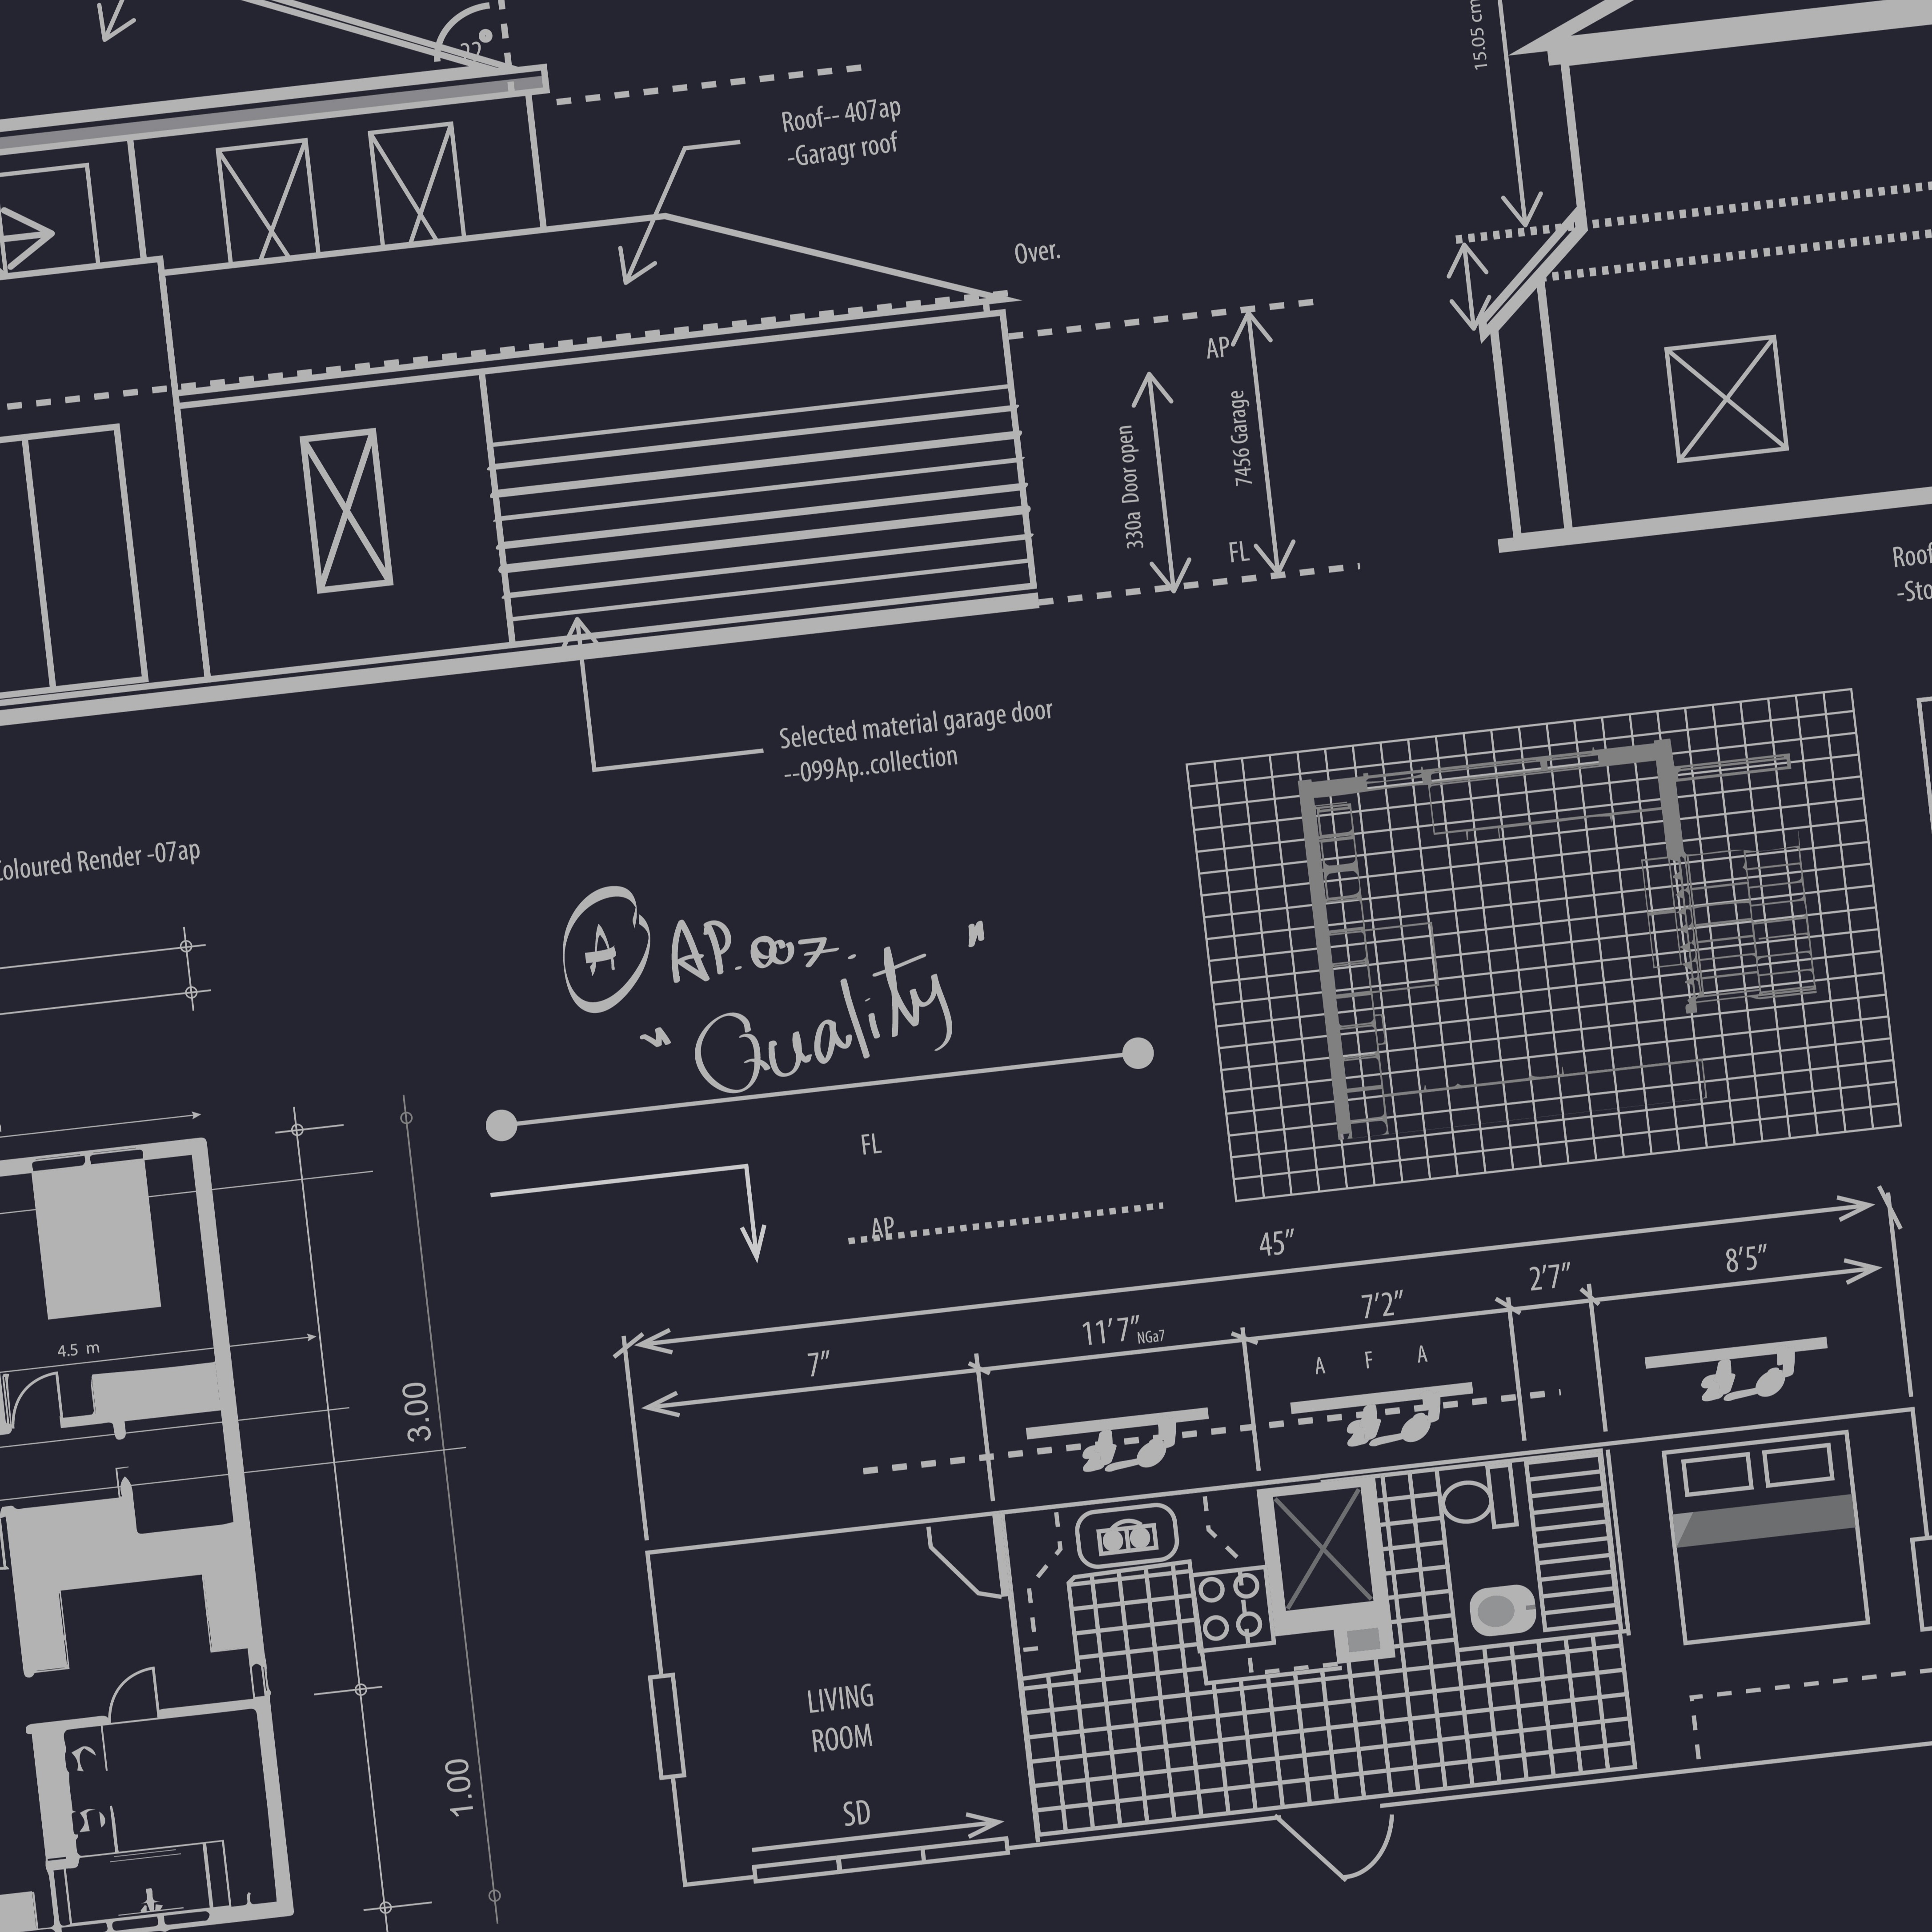 22
15.05 cm
Roof-- 407ap
-Garagr roof
Over.
AP
7456 Garage
330a Door open
FL
Roof
-Sto
Selected material garage door
--099Ap..collection
Coloured Render -07ap
A AP.007.
"Quality"
FL
AP
45”
8’5”
2’7”
7’2”
11’7”
NGa7
7”
A F A
4.5 m
3.00
1.00
LIVING
ROOM
SD